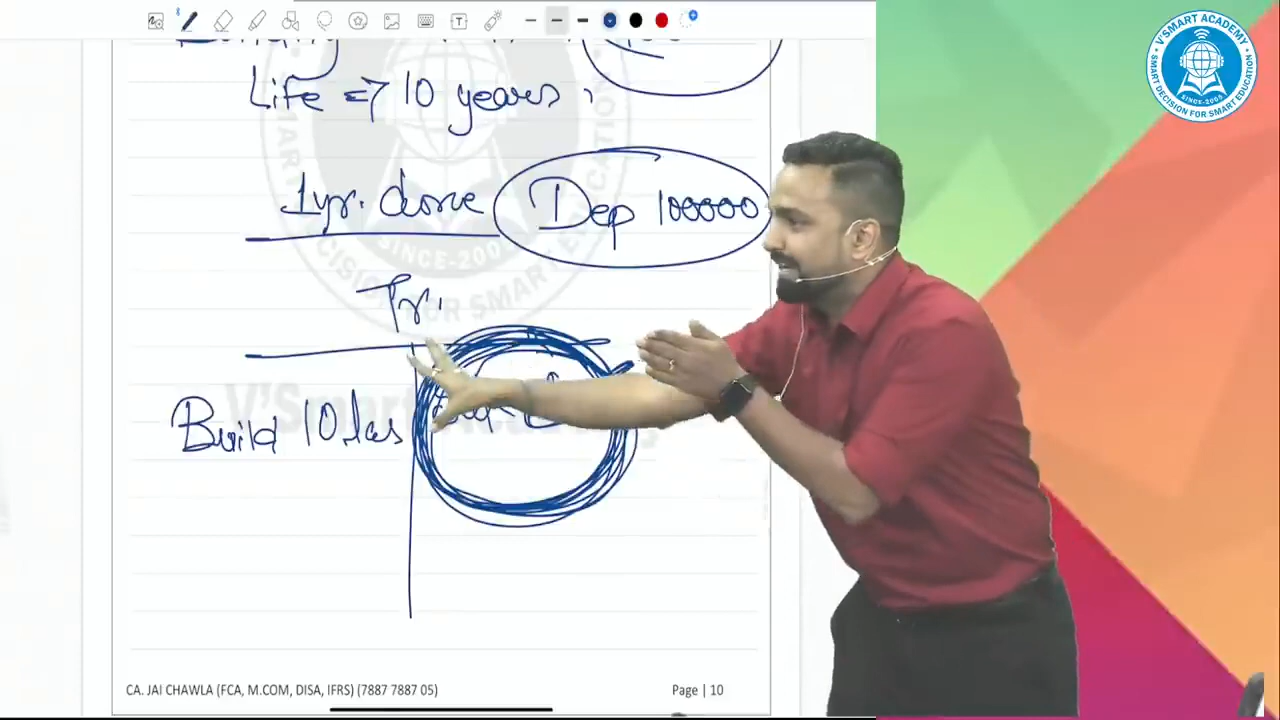 Life => 10 years
1yr. done Dep 100000
Tr.
Build 10 lacs
CA. JAI CHAWLA (FCA, M.COM, DISA, IFRS) (7887 7887 05) Page | 10
V'SMART ACADEMY
SINCE-2005
SMART DECISION FOR SMART EDUCATION